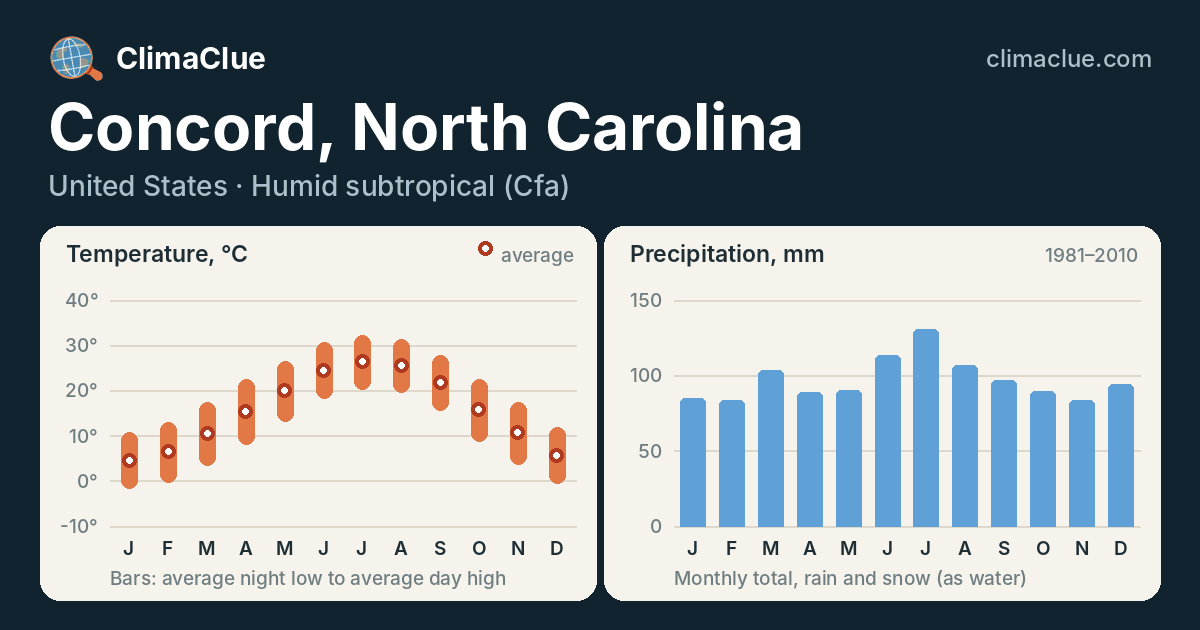 ClimaClue
climaclue.com
Concord, North Carolina
United States · Humid subtropical (Cfa)
Temperature, °C
average
40°
30°
20°
10°
0°
-10°
J F M A M J J A S O N D
Bars: average night low to average day high
Precipitation, mm
1981–2010
150
100
50
0
J F M A M J J A S O N D
Monthly total, rain and snow (as water)